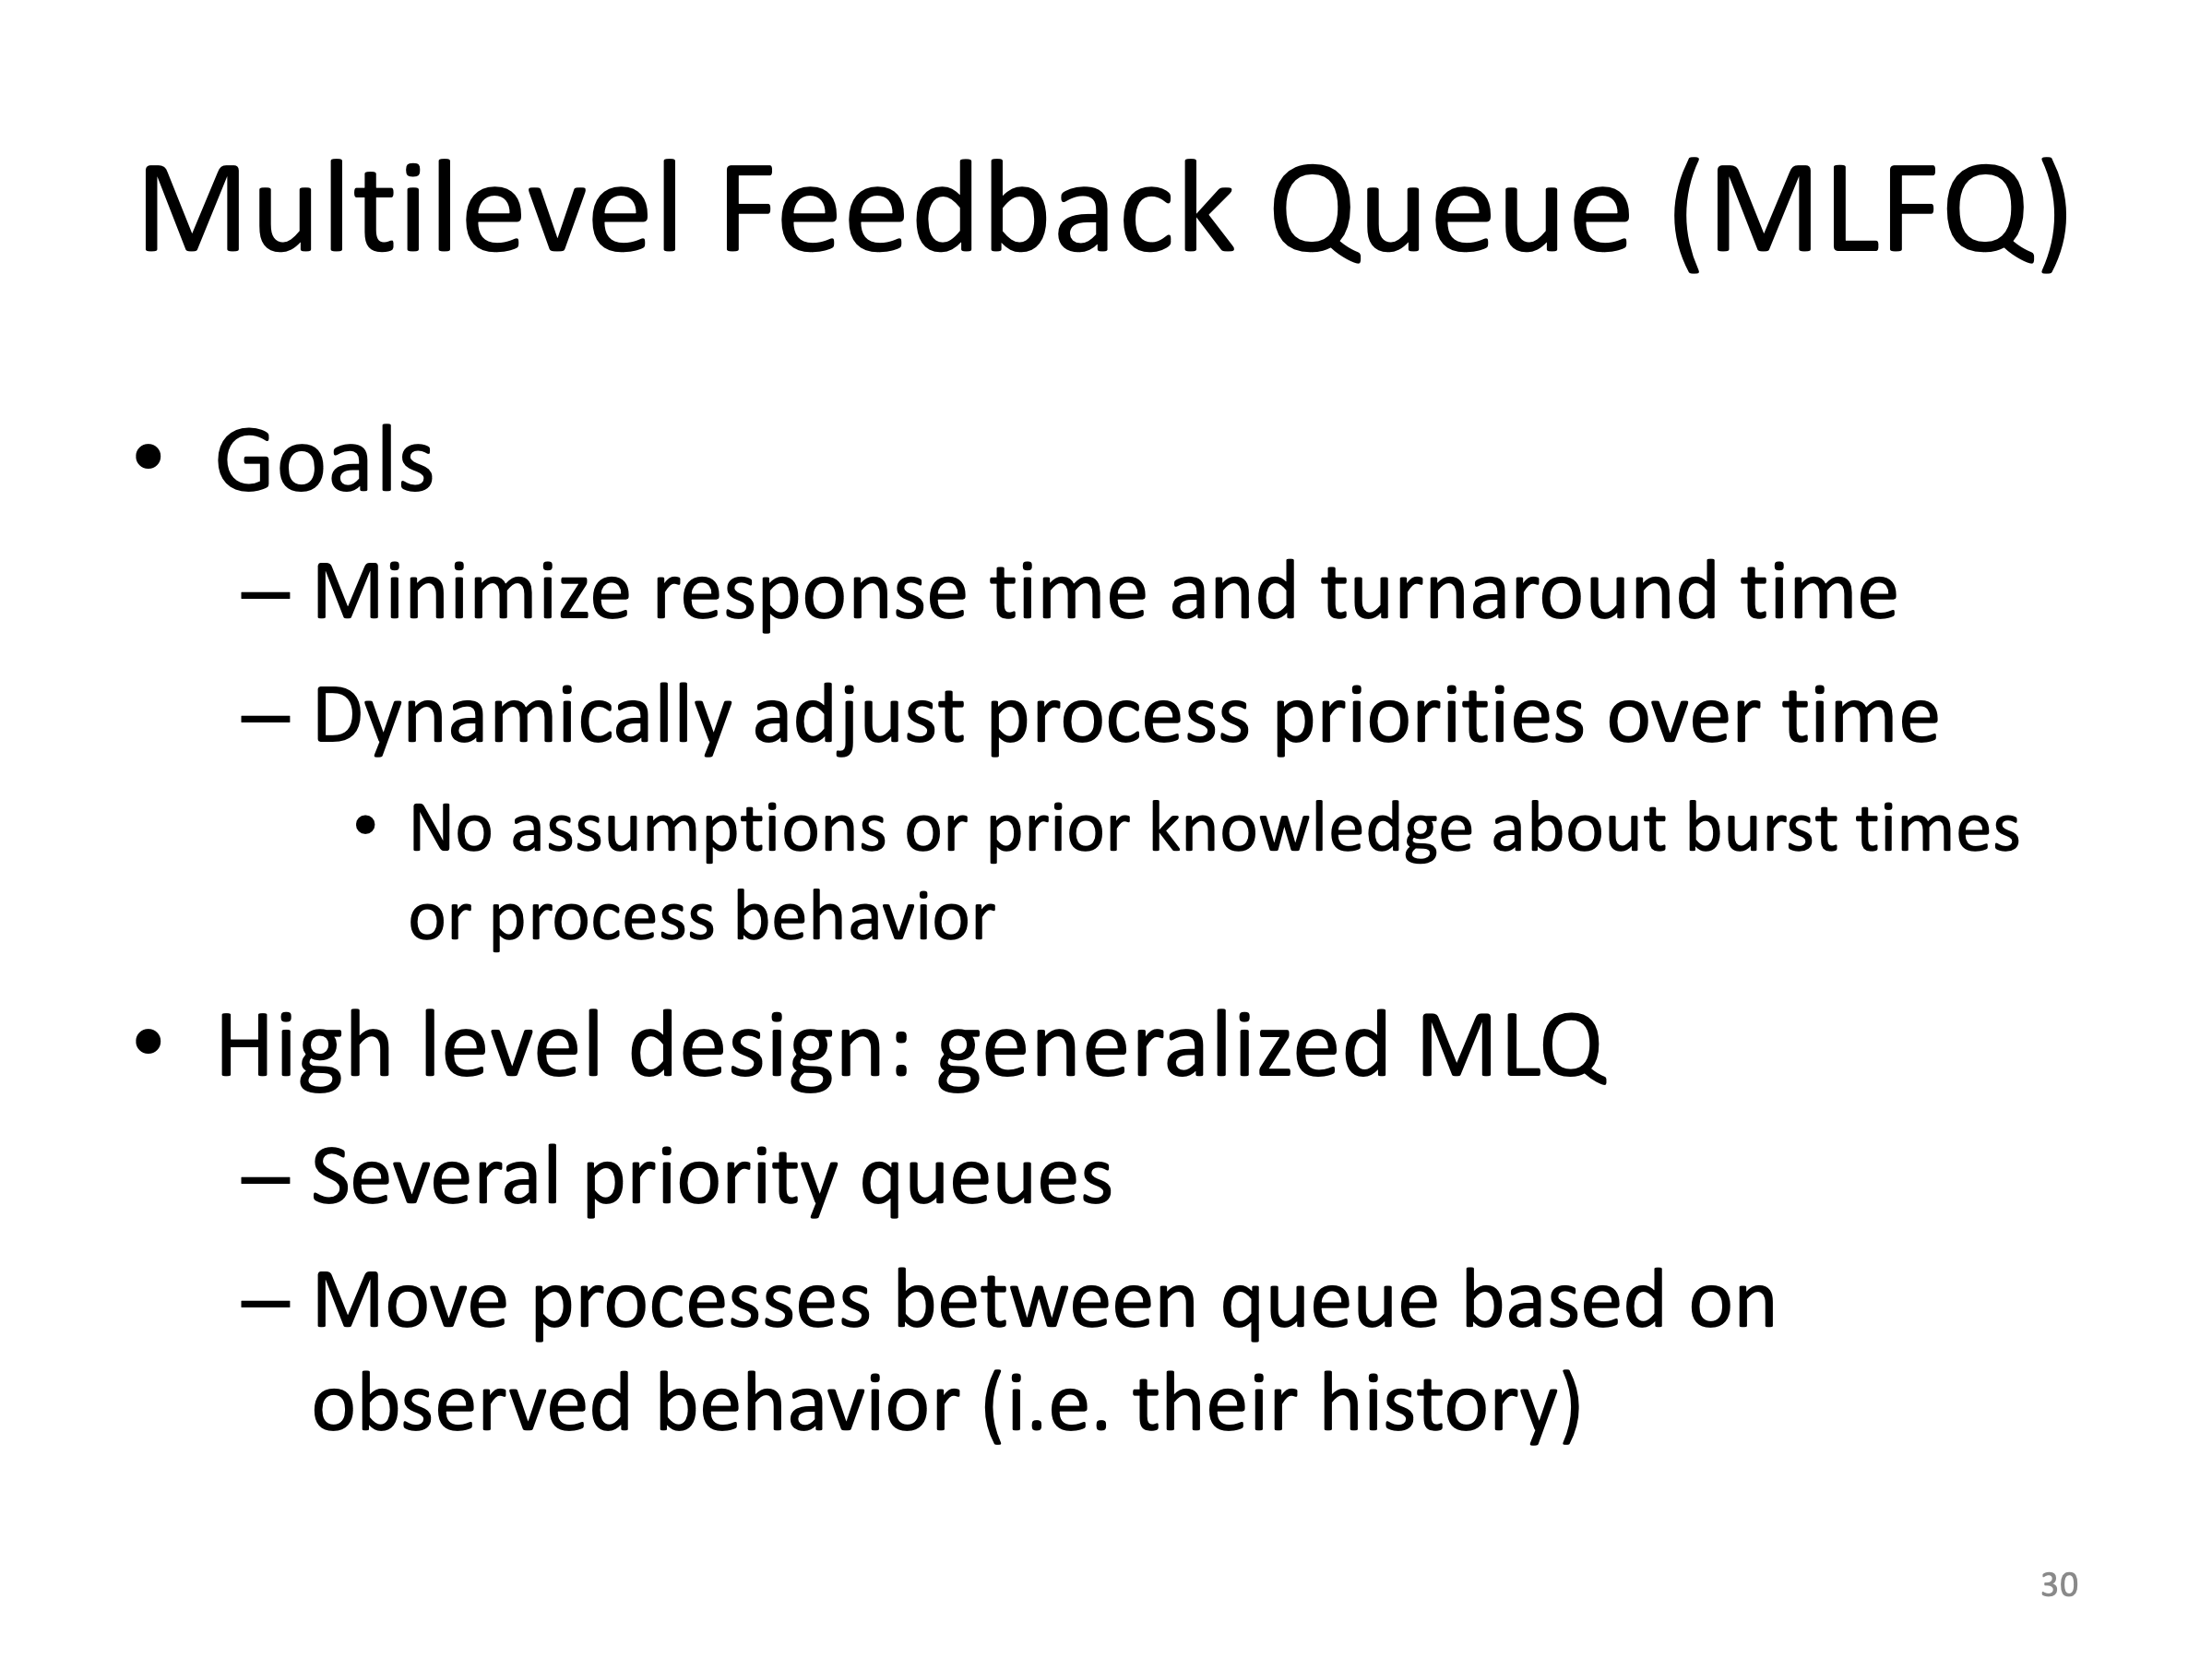 Multilevel Feedback Queue (MLFQ)
• Goals
– Minimize response time and turnaround time
– Dynamically adjust process priorities over time
• No assumptions or prior knowledge about burst times
or process behavior
• High level design: generalized MLQ
– Several priority queues
– Move processes between queue based on
observed behavior (i.e. their history)
30